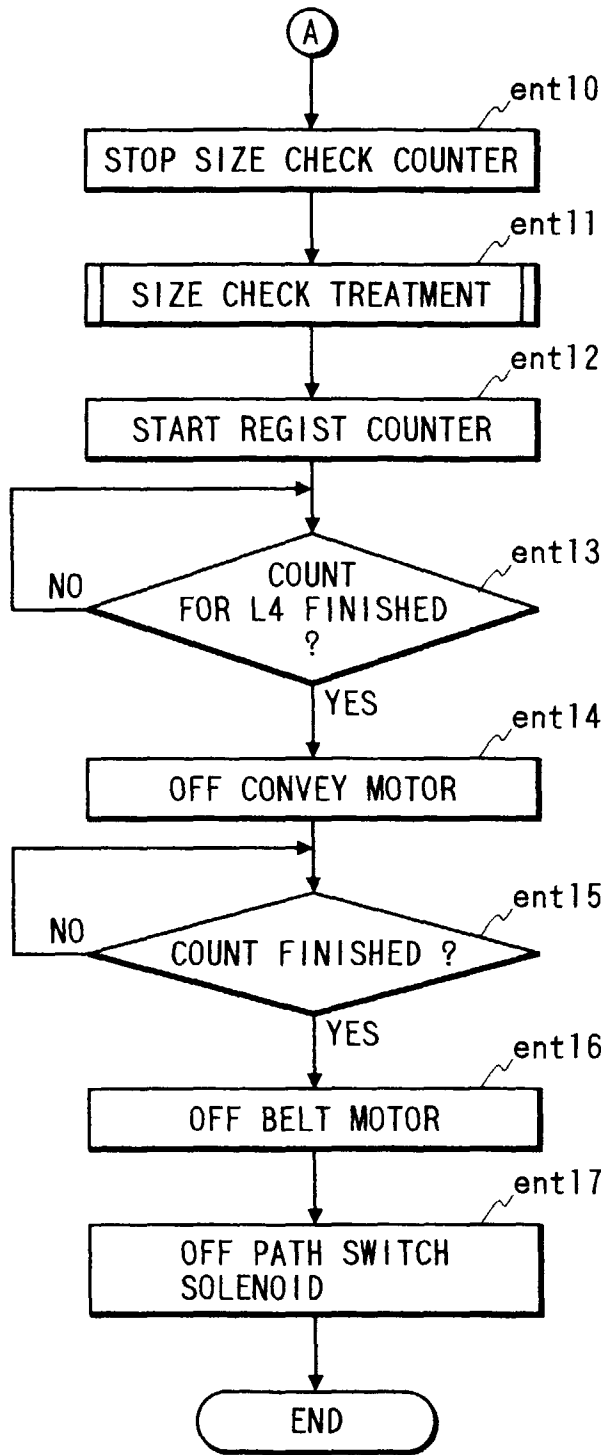 A
ent10
STOP SIZE CHECK COUNTER
ent11
SIZE CHECK TREATMENT
ent12
START REGIST COUNTER
ent13
COUNT
FOR L4 FINISHED
?
NO
YES
ent14
OFF CONVEY MOTOR
ent15
COUNT FINISHED ?
NO
YES
ent16
OFF BELT MOTOR
ent17
OFF PATH SWITCH
SOLENOID
END